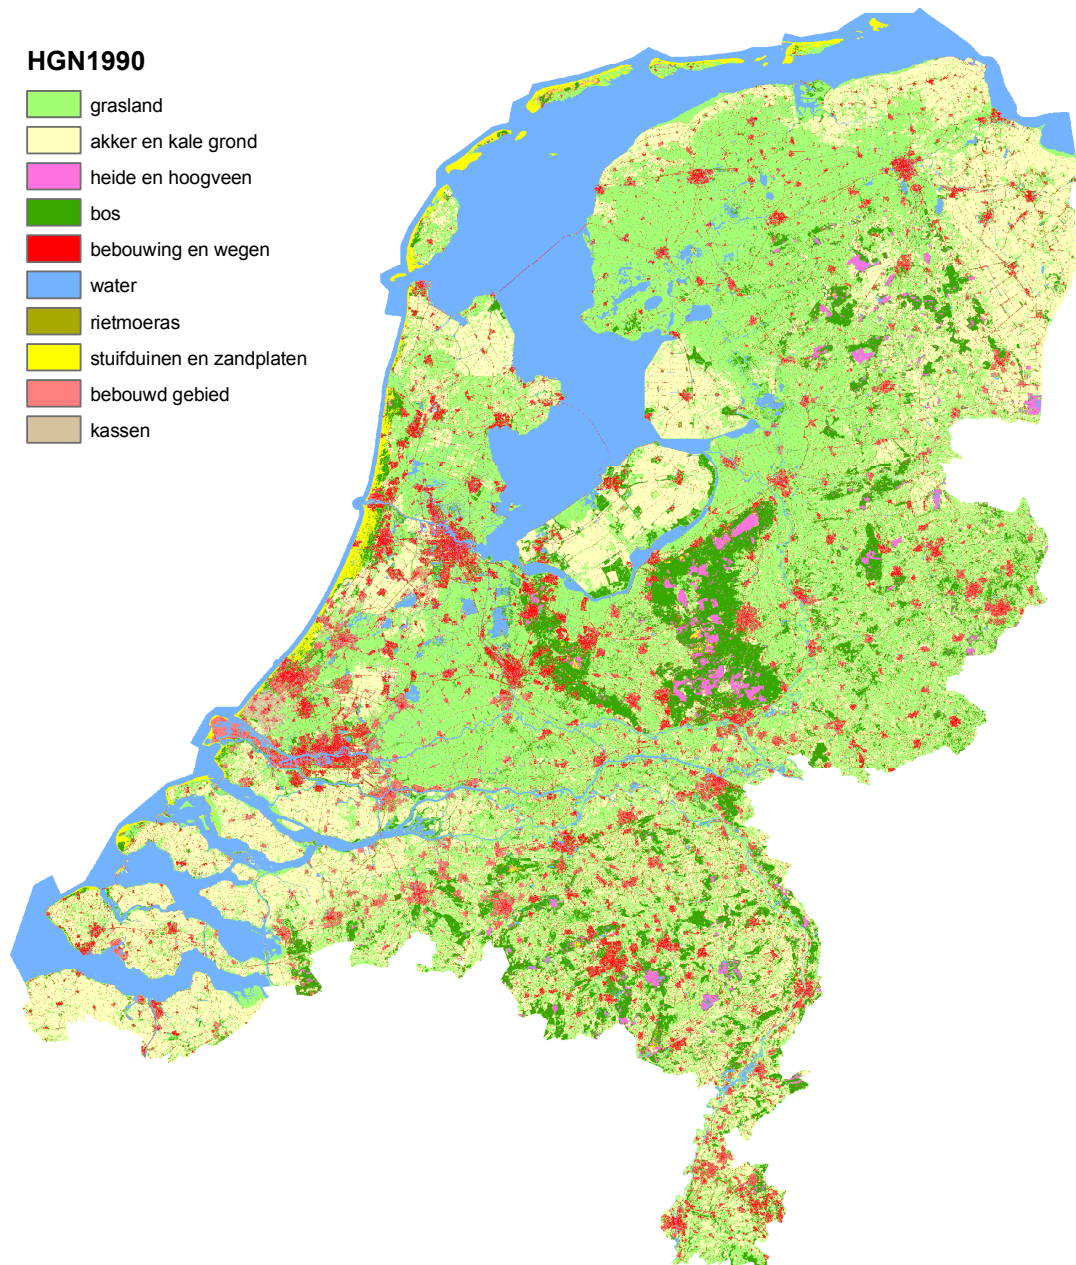 HGN1990
grasland
akker en kale grond
heide en hoogveen
bos
bebouwing en wegen
water
rietmoeras
stuifduinen en zandplaten
bebouwd gebied
kassen